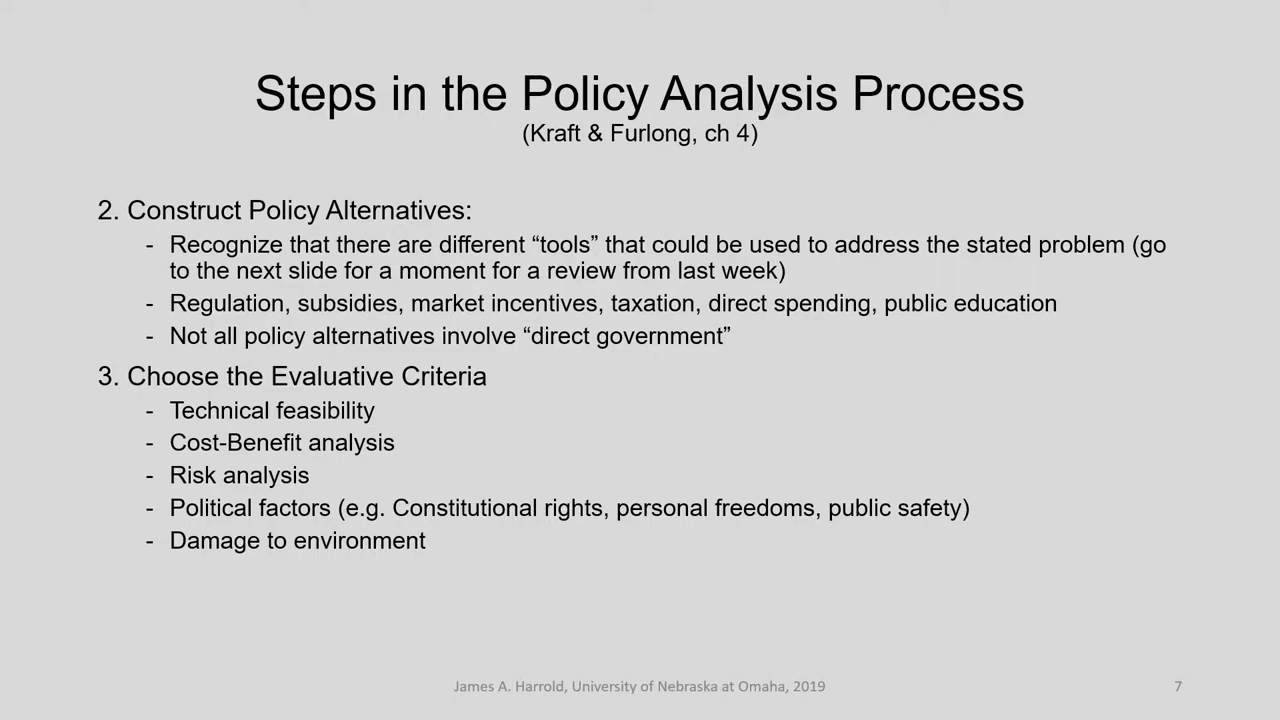 Steps in the Policy Analysis Process
(Kraft & Furlong, ch 4)
2. Construct Policy Alternatives:
- Recognize that there are different “tools” that could be used to address the stated problem (go
to the next slide for a moment for a review from last week)
- Regulation, subsidies, market incentives, taxation, direct spending, public education
- Not all policy alternatives involve “direct government”
3. Choose the Evaluative Criteria
- Technical feasibility
- Cost-Benefit analysis
- Risk analysis
- Political factors (e.g. Constitutional rights, personal freedoms, public safety)
- Damage to environment
James A. Harrold, University of Nebraska at Omaha, 2019
7